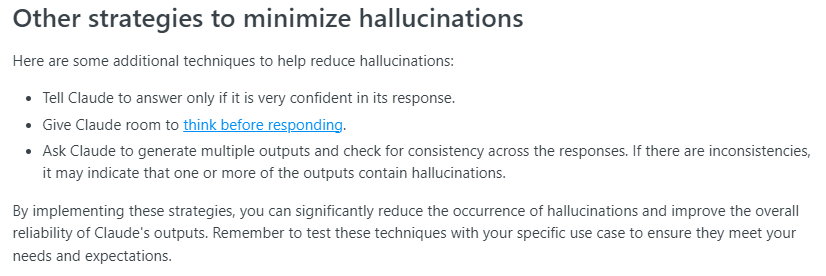 Other strategies to minimize hallucinations
Here are some additional techniques to help reduce hallucinations:
• Tell Claude to answer only if it is very confident in its response.
• Give Claude room to think before responding.
• Ask Claude to generate multiple outputs and check for consistency across the responses. If there are inconsistencies,
it may indicate that one or more of the outputs contain hallucinations.
By implementing these strategies, you can significantly reduce the occurrence of hallucinations and improve the overall
reliability of Claude's outputs. Remember to test these techniques with your specific use case to ensure they meet your
needs and expectations.